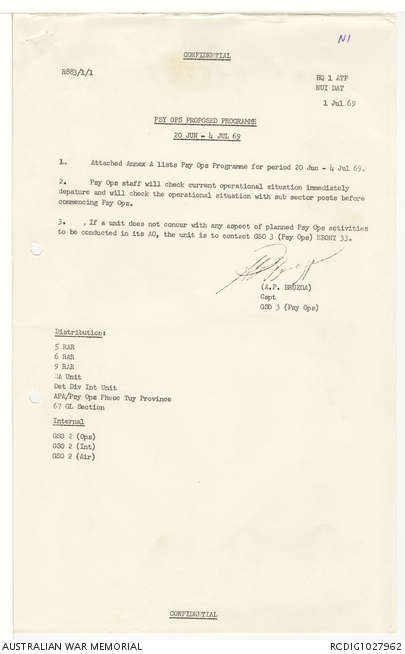 N1
CONFIDENTIAL
R883/1/1
HQ 1 ATF
NUI DAT
1 Jul 69
PSY OPS PROPOSED PROGRAMME
20 JUN - 4 JUL 69
1. Attached Annex A lists Psy Ops Programme for period 20 Jun - 4 Jul 69.
2. Psy Ops staff will check current operational situation immediately
depature and will check the operational situation with sub sector posts before
commencing Psy Ops.
3. , If a unit does not concur with any aspect of planned Psy Ops activities
to be conducted in its AO, the unit is to contact GSO 3 (Psy Ops) EBONY 33.
(A.P. BRUZGA)
Capt
GSO 3 (Psy Ops)
Distribution:
5 RAR
6 RAR
9 RAR
CA Unit
Det Div Int Unit
APA/Psy Ops Phuoc Tuy Province
67 GL Section
Internal
GSO 2 (Ops)
GSO 2 (Int)
GSO 2 (Air)
CONFIDENTIAL
AUSTRALIAN WAR MEMORIAL
RCDIG1027962